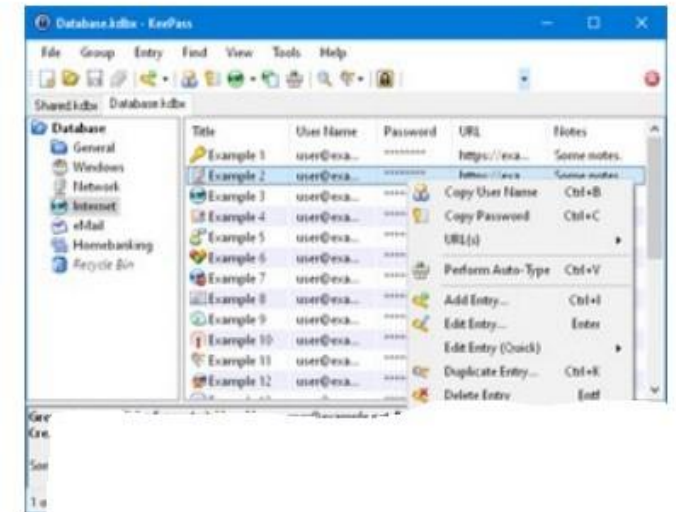 Database.kdbx - KeePass
File Group Entry Find View Tools Help
Shared.kdbx Database.kdbx
Database
General
Windows
Network
Internet
eMail
Homebanking
Recycle Bin
Title User Name Password URL Notes
Example 1 user@exa... ******** https://exa... Some notes.
Example 2 user@exa... ******** https://exa... Some notes.
Example 3 user@exa...
Example 4 user@exa...
Example 5 user@exa...
Example 6 user@exa...
Example 7 user@exa...
Example 8 user@exa...
Example 9 user@exa...
Example 10 user@exa...
Example 11 user@exa...
Example 12 user@exa...
Copy User Name Ctrl+B
Copy Password Ctrl+C
URL(s)
Perform Auto-Type Ctrl+V
Add Entry... Ctrl+I
Edit Entry... Enter
Edit Entry (Quick)
Duplicate Entry... Ctrl+K
Delete Entry Entf